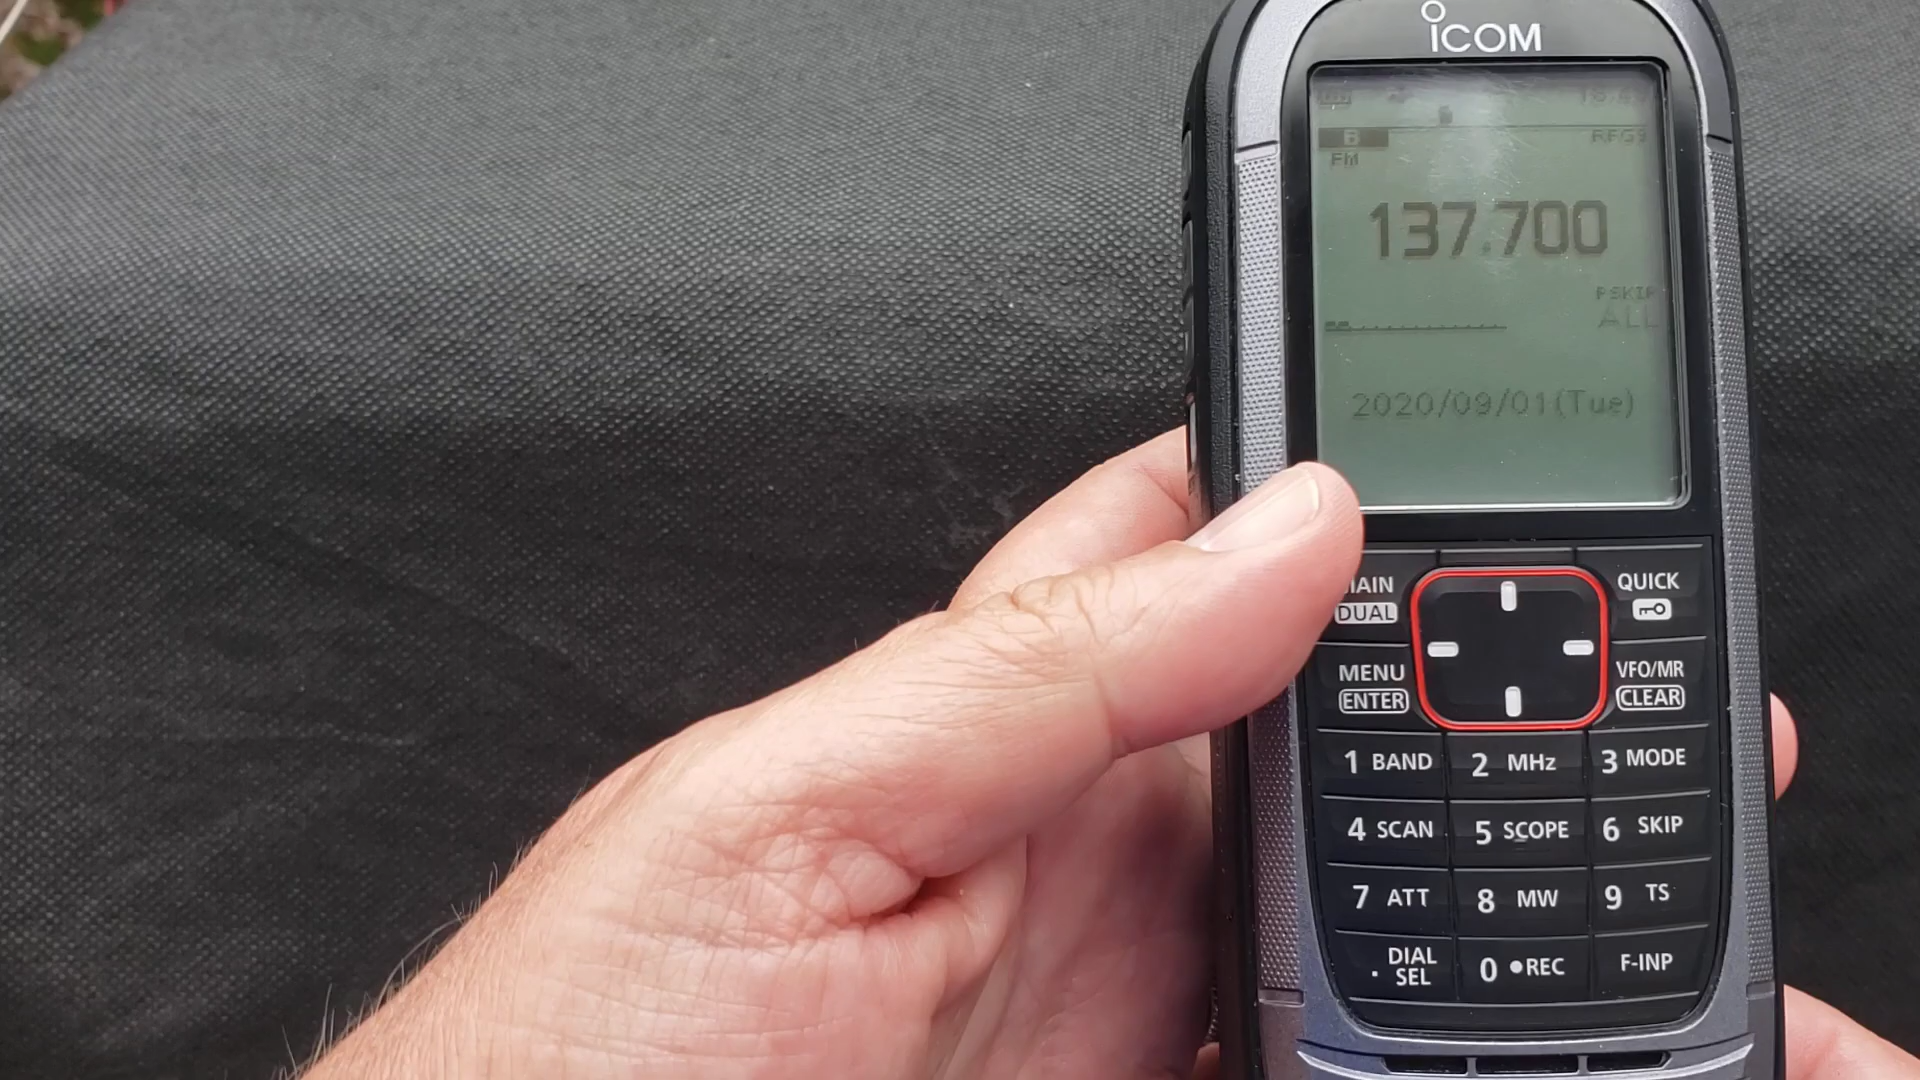 iCOM
B RFG9
FM
137.700
PSKIP
ALL
2020/09/01(Tue)
DUAL
QUICK
MENU
ENTER
VFO/MR
CLEAR
1 BAND 2 MHz 3 MODE
4 SCAN 5 SCOPE 6 SKIP
7 ATT 8 MW 9 TS
. DIAL SEL 0 ●REC F-INP